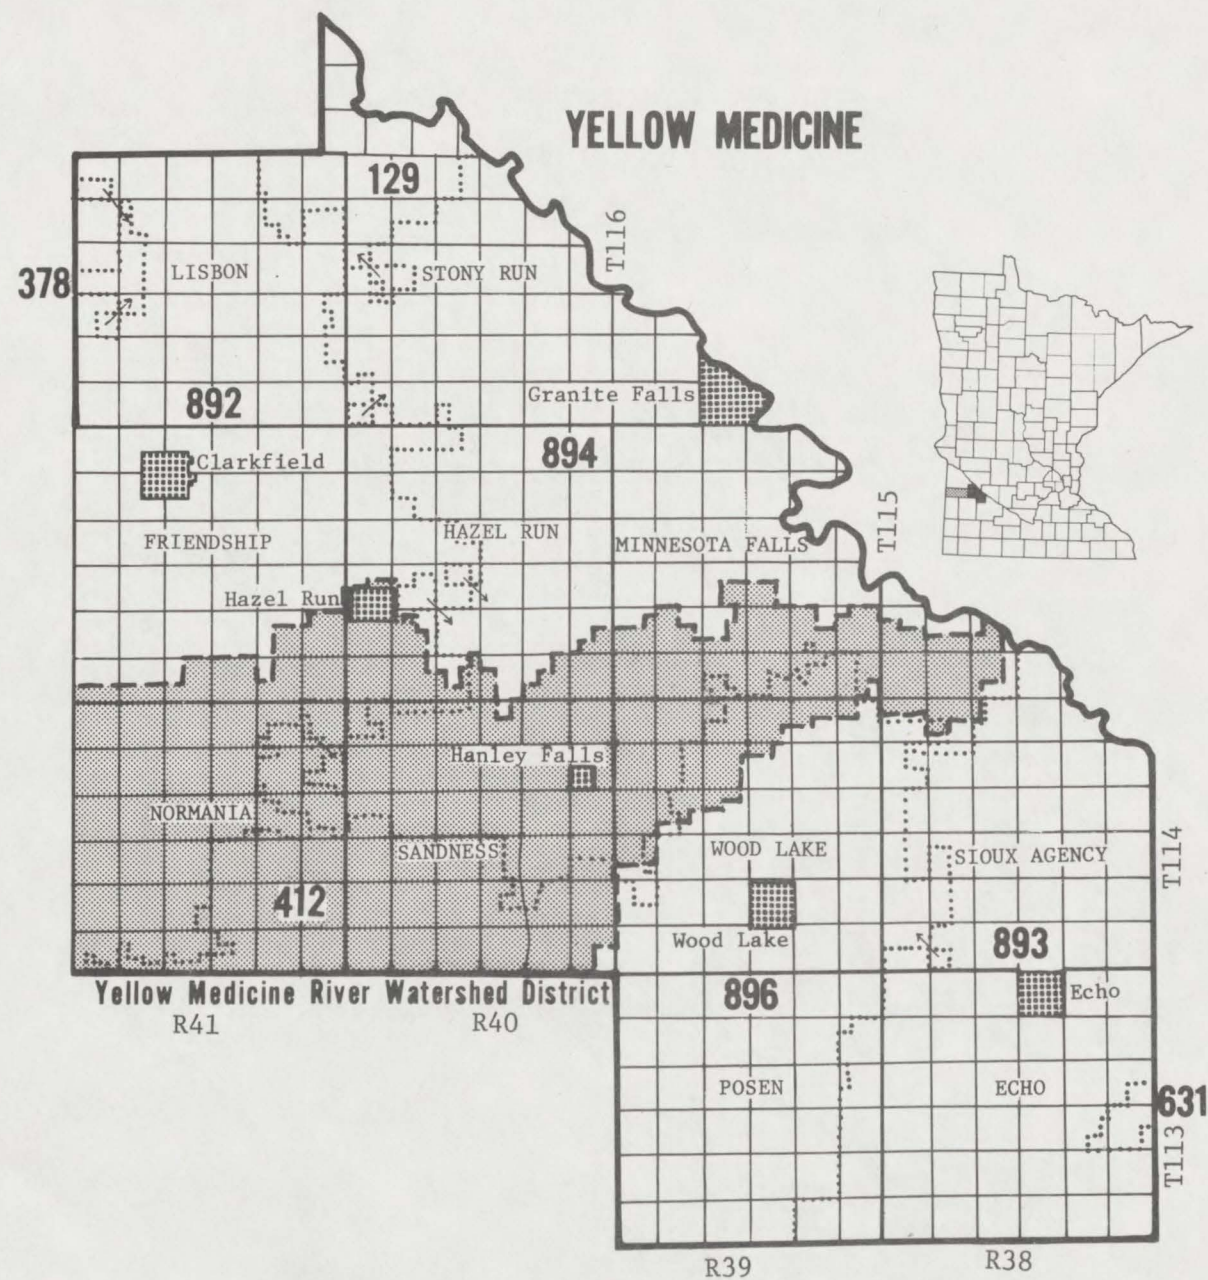 YELLOW MEDICINE
129
T116
LISBON
STONY RUN
378
Granite Falls
892
894
Clarkfield
T115
HAZEL RUN
FRIENDSHIP
MINNESOTA FALLS
Hazel Run
Hanley Falls
NORMANIA
SANDNESS
WOOD LAKE
SIOUX AGENCY
T114
412
Wood Lake
893
Yellow Medicine River Watershed District
896
Echo
R41
R40
POSEN
ECHO
631
T113
R39
R38